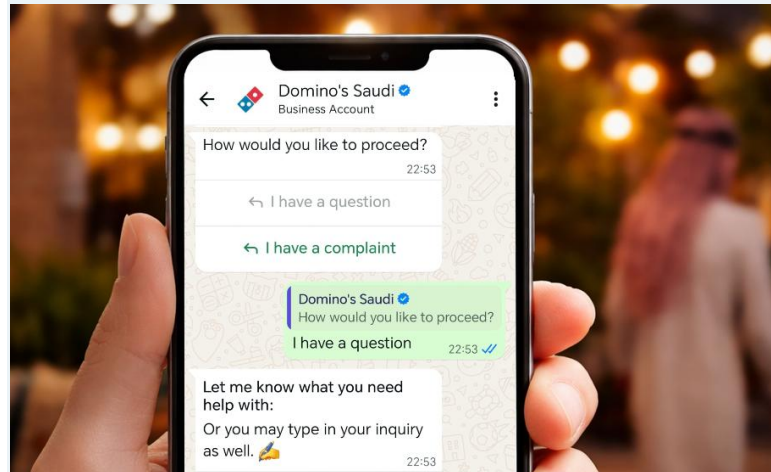 Domino's Saudi
Business Account
How would you like to proceed?
22:53
I have a question
I have a complaint
Domino's Saudi
How would you like to proceed?
I have a question
22:53
Let me know what you need
help with:
Or you may type in your inquiry
as well. ✍️
22:53